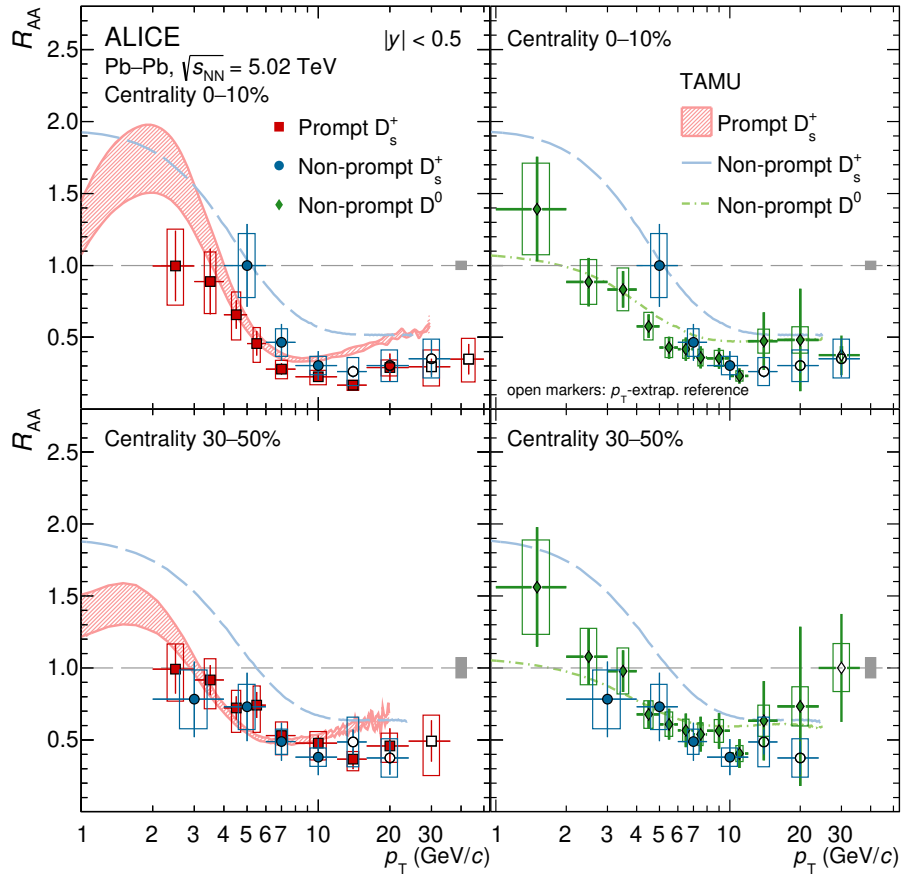 R_AA
2.5
2.0
1.5
1.0
0.5
ALICE
|y| < 0.5
Pb–Pb, √s_NN = 5.02 TeV
Centrality 0–10%
Prompt D_s^+
Non-prompt D_s^+
Non-prompt D^0
Centrality 0–10%
TAMU
Prompt D_s^+
Non-prompt D_s^+
Non-prompt D^0
open markers: p_T-extrap. reference
R_AA
2.5
2.0
1.5
1.0
0.5
Centrality 30–50%
1 2 3 4 5 6 7 10 20 30
p_T (GeV/c)
Centrality 30–50%
1 2 3 4 5 6 7 10 20 30
p_T (GeV/c)